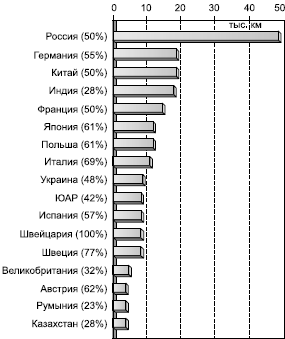 0 10 20 30 40 50
тыс. км
Россия (50%)
Германия (55%)
Китай (50%)
Индия (28%)
Франция (50%)
Япония (61%)
Польша (61%)
Италия (69%)
Украина (48%)
ЮАР (42%)
Испания (57%)
Швейцария (100%)
Швеция (77%)
Великобритания (32%)
Австрия (62%)
Румыния (23%)
Казахстан (28%)